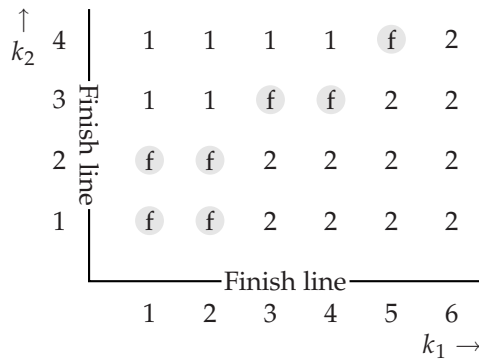 ↑ 4 1 1 1 1 f 2
k₂
3 1 1 f f 2 2
Finish line
2 f f 2 2 2 2
1 f f 2 2 2 2
Finish line
1 2 3 4 5 6
k₁ →